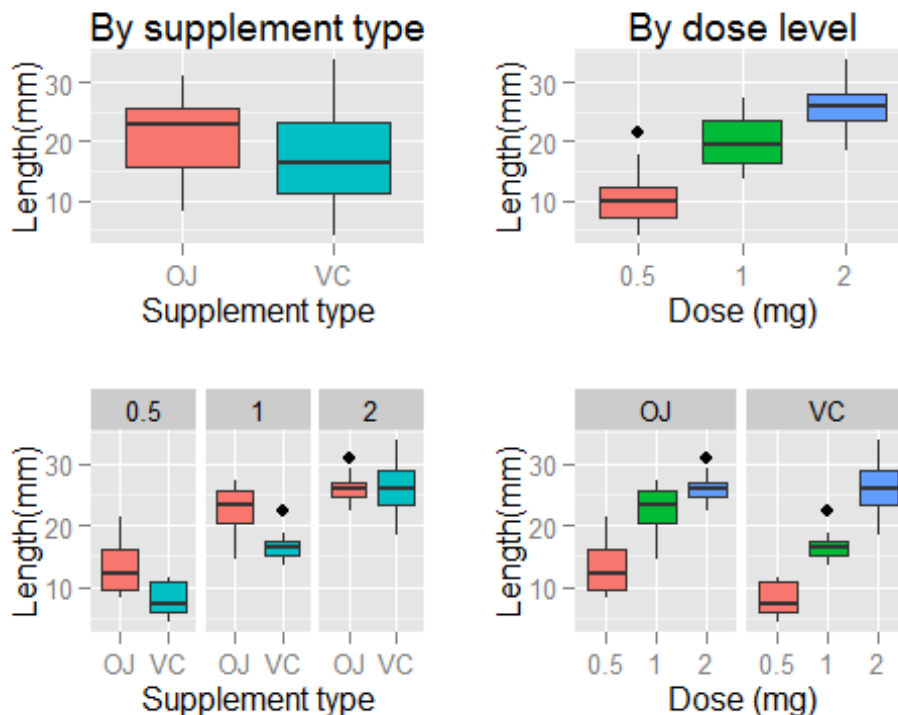 By supplement type
Length(mm)
30
20
10
OJ VC
Supplement type
By dose level
Length(mm)
30
20
10
0.5 1 2
Dose (mg)
0.5 1 2
Length(mm)
30
20
10
OJ VC OJ VC OJ VC
Supplement type
OJ VC
Length(mm)
30
20
10
0.5 1 2 0.5 1 2
Dose (mg)